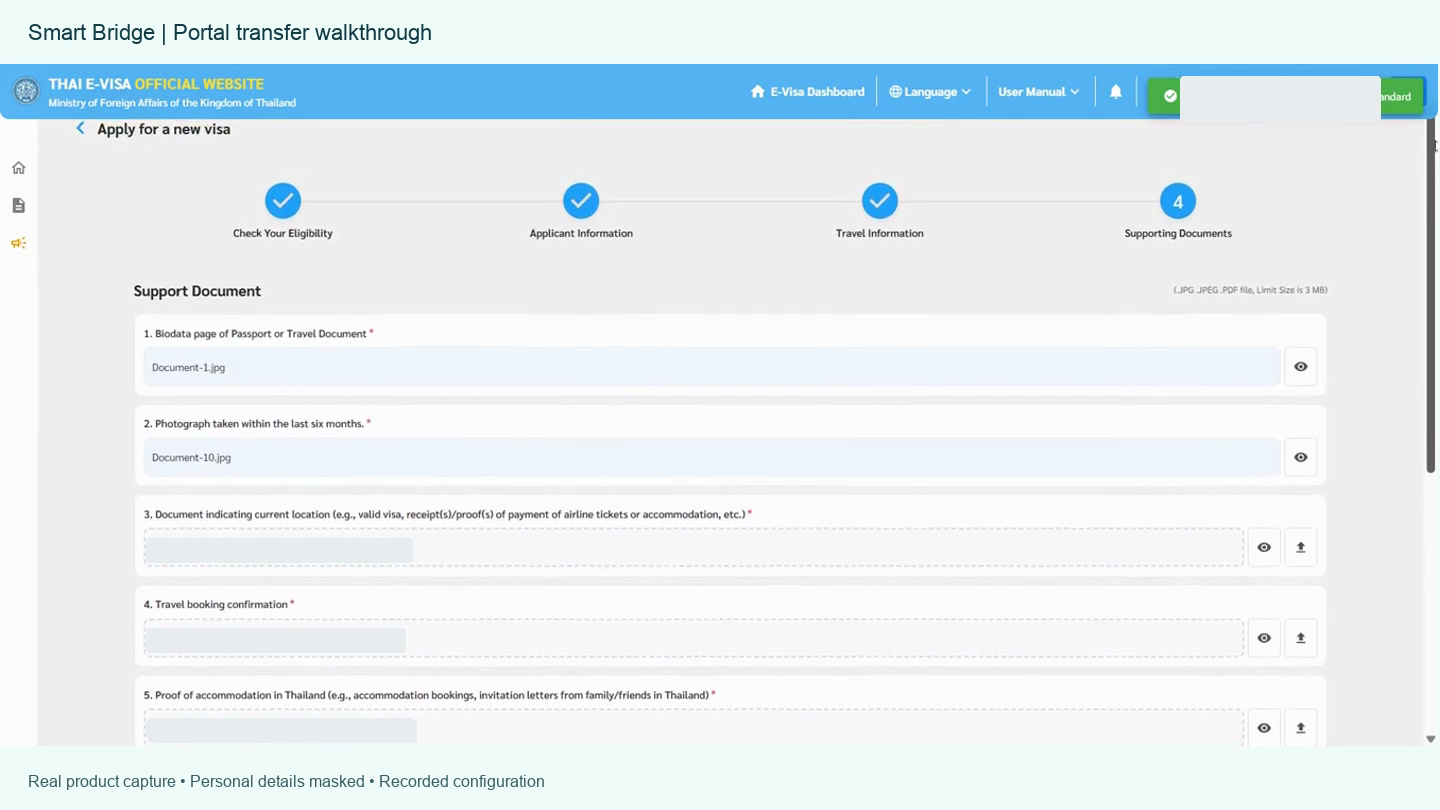 Smart Bridge | Portal transfer walkthrough
THAI E-VISA OFFICIAL WEBSITE
Ministry of Foreign Affairs of the Kingdom of Thailand
E-Visa Dashboard
Language
User Manual
Apply for a new visa
4
Check Your Eligibility
Applicant Information
Travel Information
Supporting Documents
Support Document
(.JPG .JPEG .PDF file, Limit Size is 3 MB)
1. Biodata page of Passport or Travel Document *
Document-1.jpg
2. Photograph taken within the last six months. *
Document-10.jpg
3. Document indicating current location (e.g., valid visa, receipt(s)/proof(s) of payment of airline tickets or accommodation, etc.) *
4. Travel booking confirmation *
5. Proof of accommodation in Thailand (e.g., accommodation bookings, invitation letters from family/friends in Thailand) *
Real product capture • Personal details masked • Recorded configuration